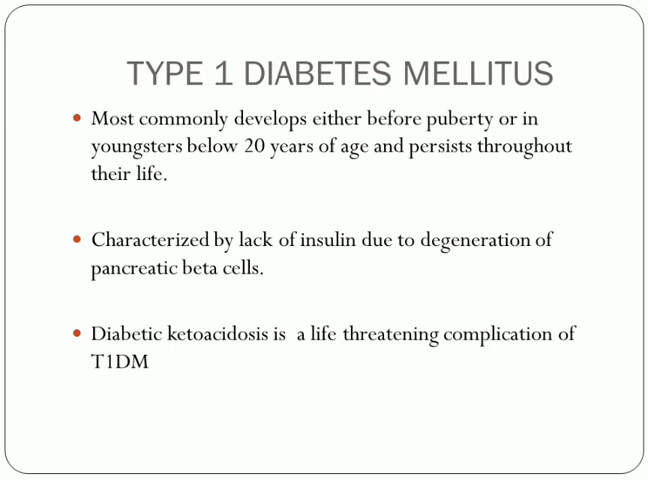 TYPE 1 DIABETES MELLITUS
• Most commonly develops either before puberty or in
youngsters below 20 years of age and persists throughout
their life.
• Characterized by lack of insulin due to degeneration of
pancreatic beta cells.
• Diabetic ketoacidosis is a life threatening complication of
T1DM